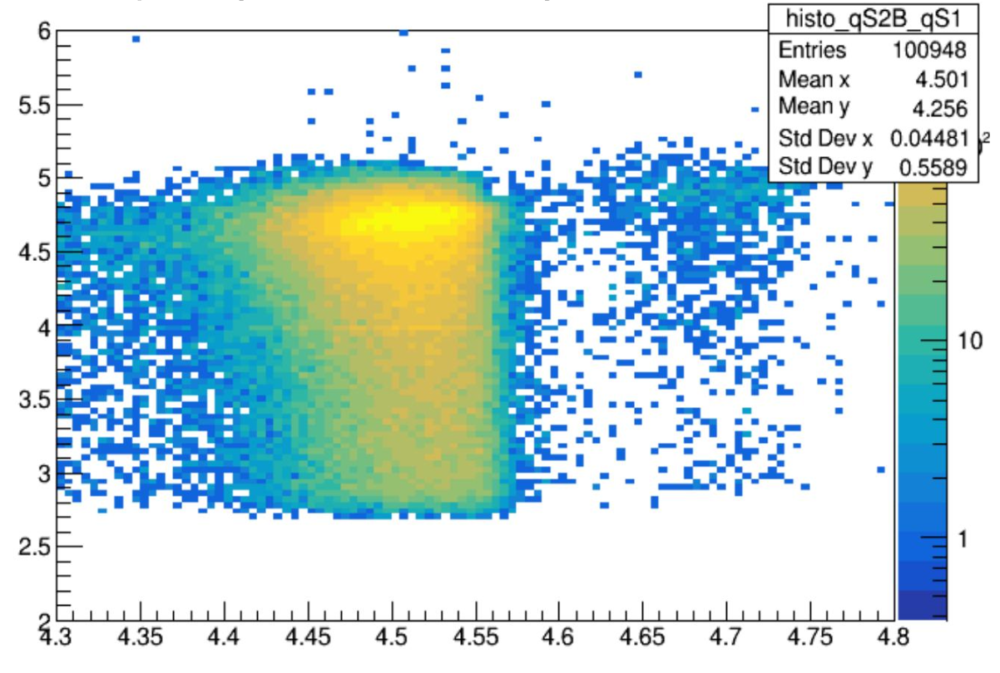 histo_qS2B_qS1
Entries 100948
Mean x 4.501
Mean y 4.256
Std Dev x 0.04481
Std Dev y 0.5589
6
5.5
5
4.5
4
3.5
3
2.5
2
4.3 4.35 4.4 4.45 4.5 4.55 4.6 4.65 4.7 4.75 4.8
10
1